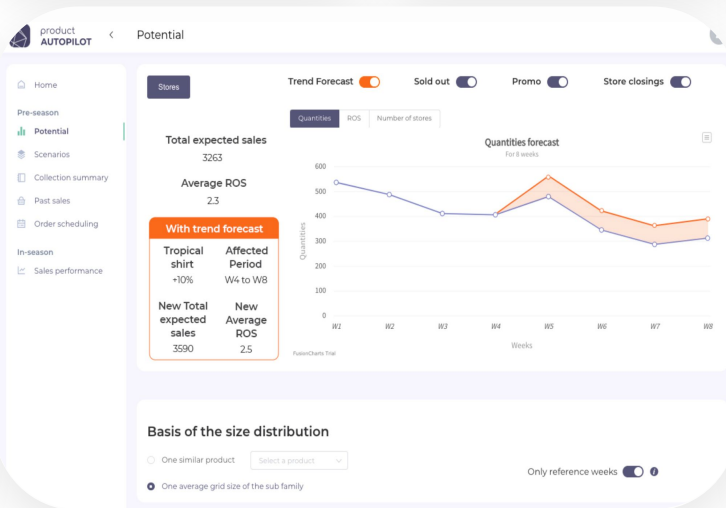 product
AUTOPILOT
<
Potential
Home
Pre-season
Potential
Scenarios
Collection summary
Past sales
Order scheduling
In-season
Sales performance
Stores
Trend Forecast
Sold out
Promo
Store closings
Quantities ROS Number of stores
Total expected sales
3263
Average ROS
2.3
With trend forecast
Tropical shirt
+10%
Affected Period
W4 to W8
New Total expected sales
3590
New Average ROS
2.5
Quantities forecast
For 8 weeks
Quantities
600
500
400
300
200
100
0
W1 W2 W3 W4 W5 W6 W7 W8
Weeks
FusionCharts Trial
Basis of the size distribution
One similar product
Select a product
Only reference weeks
i
One average grid size of the sub family